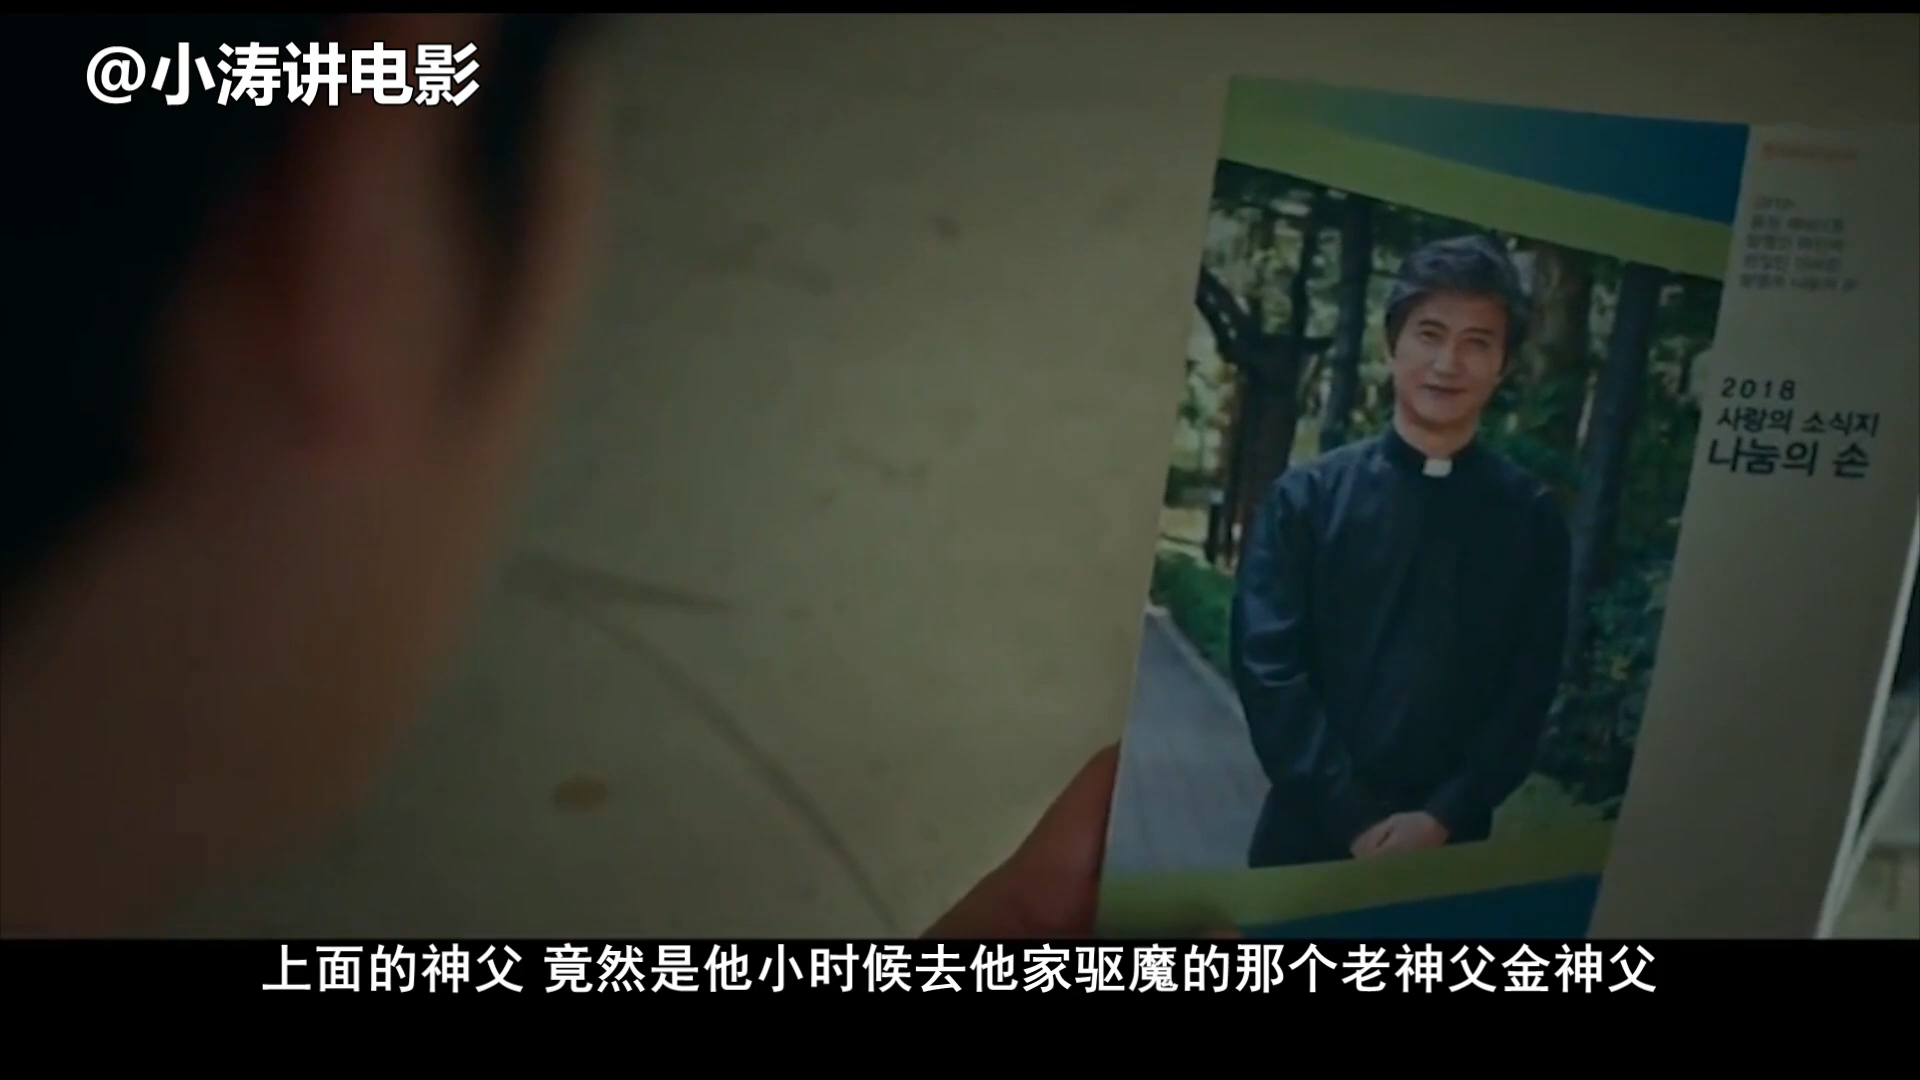 @小涛讲电影
2018
사랑의 소식지
나눔의 손
上面的神父 竟然是他小时候去他家驱魔的那个老神父金神父